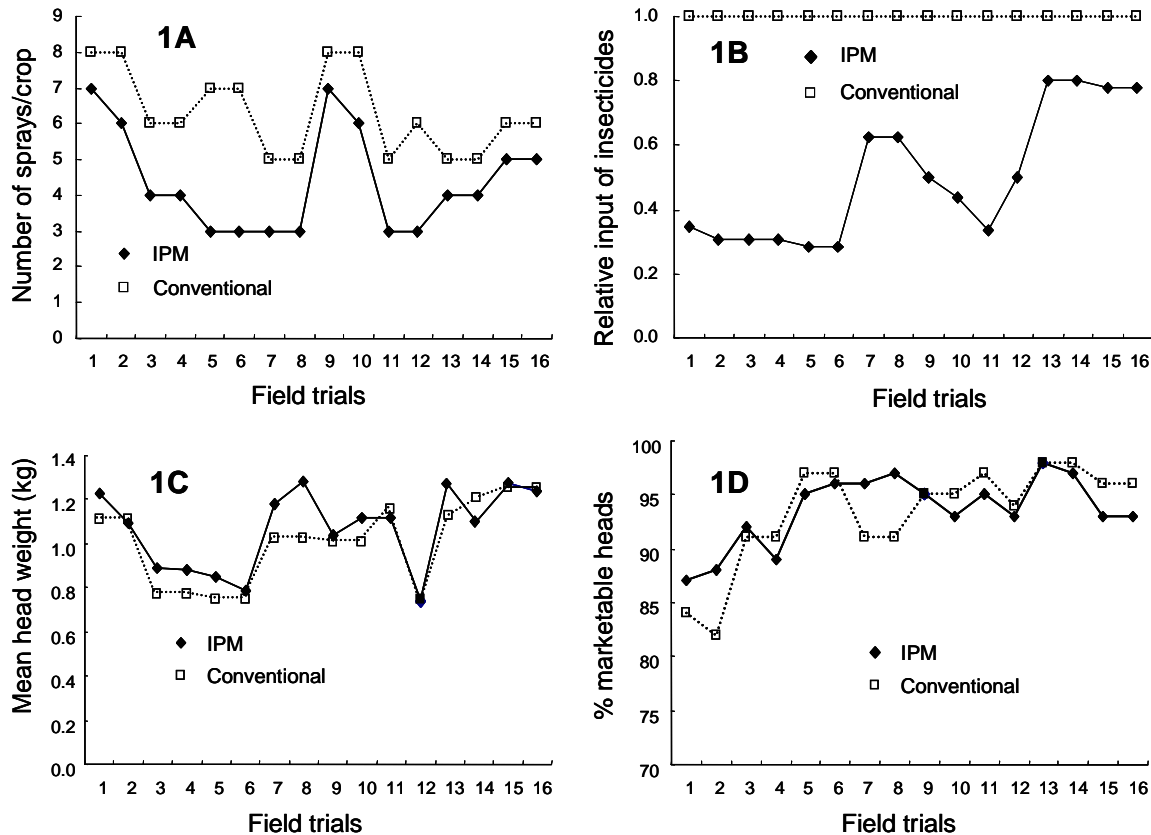 1A
Number of sprays/crop
9
8
7
6
5
4
3
2
1
0
IPM
Conventional
1 2 3 4 5 6 7 8 9 10 11 12 13 14 15 16
Field trials
1B
Relative input of insecticides
1.0
0.8
0.6
0.4
0.2
0.0
IPM
Conventional
1 2 3 4 5 6 7 8 9 10 11 12 13 14 15 16
Field trials
1C
Mean head weight (kg)
1.4
1.2
1.0
0.8
0.6
0.4
0.2
0.0
IPM
Conventional
1 2 3 4 5 6 7 8 9 10 11 12 13 14 15 16
Field trials
1D
% marketable heads
100
95
90
85
80
75
70
IPM
Conventional
1 2 3 4 5 6 7 8 9 10 11 12 13 14 15 16
Field trials